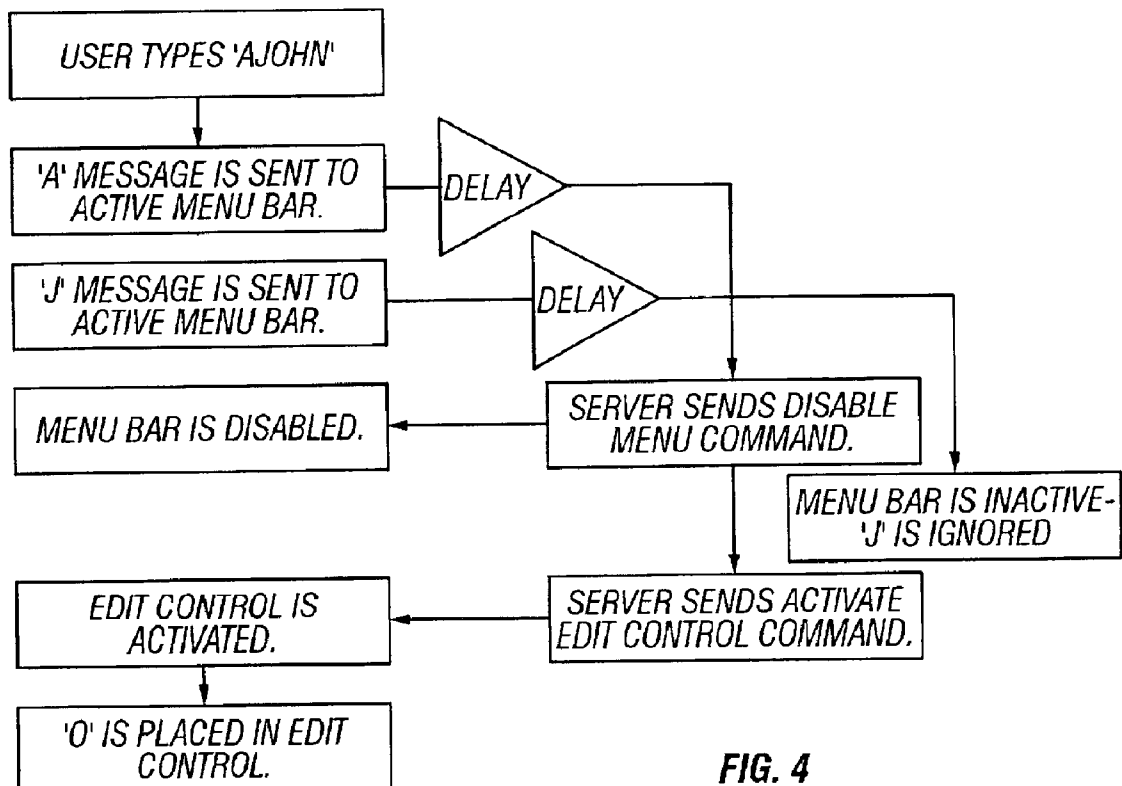 USER TYPES 'AJOHN'
'A' MESSAGE IS SENT TO
ACTIVE MENU BAR.
DELAY
'J' MESSAGE IS SENT TO
ACTIVE MENU BAR.
DELAY
MENU BAR IS DISABLED.
SERVER SENDS DISABLE
MENU COMMAND.
MENU BAR IS INACTIVE-
'J' IS IGNORED
EDIT CONTROL IS
ACTIVATED.
SERVER SENDS ACTIVATE
EDIT CONTROL COMMAND.
'O' IS PLACED IN EDIT
CONTROL.
FIG. 4